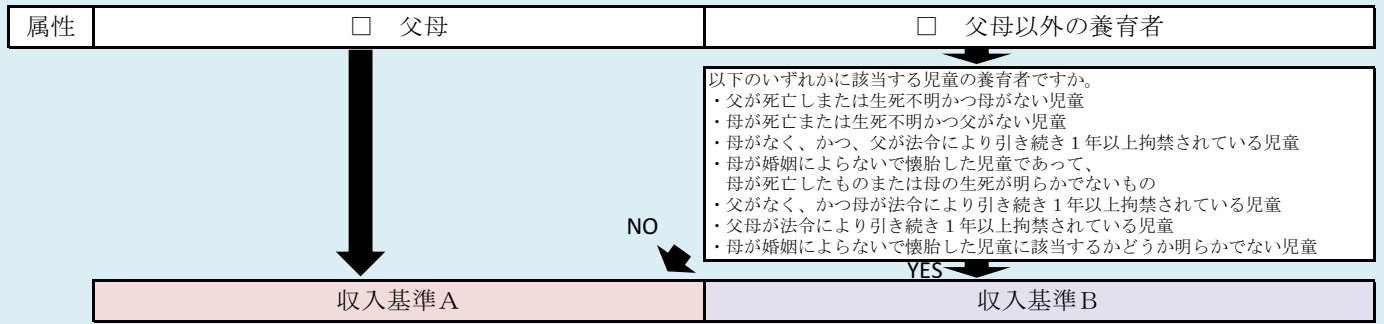 属性
□ 父母
□ 父母以外の養育者
以下のいずれかに該当する児童の養育者ですか。
・父が死亡しまたは生死不明かつ母がない児童
・母が死亡または生死不明かつ父がない児童
・母がなく、かつ、父が法令により引き続き１年以上拘禁されている児童
・母が婚姻によらないで懐胎した児童であって、
母が死亡したものまたは母の生死が明らかでないもの
・父がなく、かつ母が法令により引き続き１年以上拘禁されている児童
・父母が法令により引き続き１年以上拘禁されている児童
・母が婚姻によらないで懐胎した児童に該当するかどうか明らかでない児童
NO
YES
収入基準Ａ
収入基準Ｂ